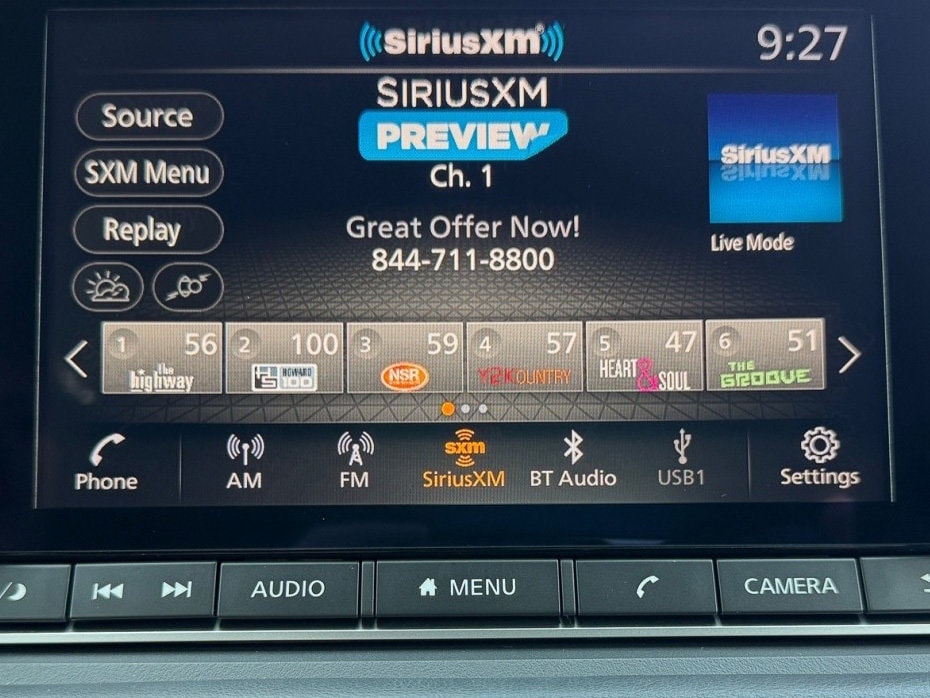 SiriusXM
9:27
Source
SXM Menu
Replay
SIRIUSXM
PREVIEW
Ch. 1
Great Offer Now!
844-711-8800
SiriusXM
Live Mode
1 56
the
highway
2 100
HS HOWARD
100
3 59
NSR
4 57
Y2KOUNTRY
5 47
HEART
& SOUL
6 51
THE
GROOVE
Phone
AM
FM
sxm
SiriusXM
BT Audio
USB1
Settings
AUDIO
MENU
CAMERA